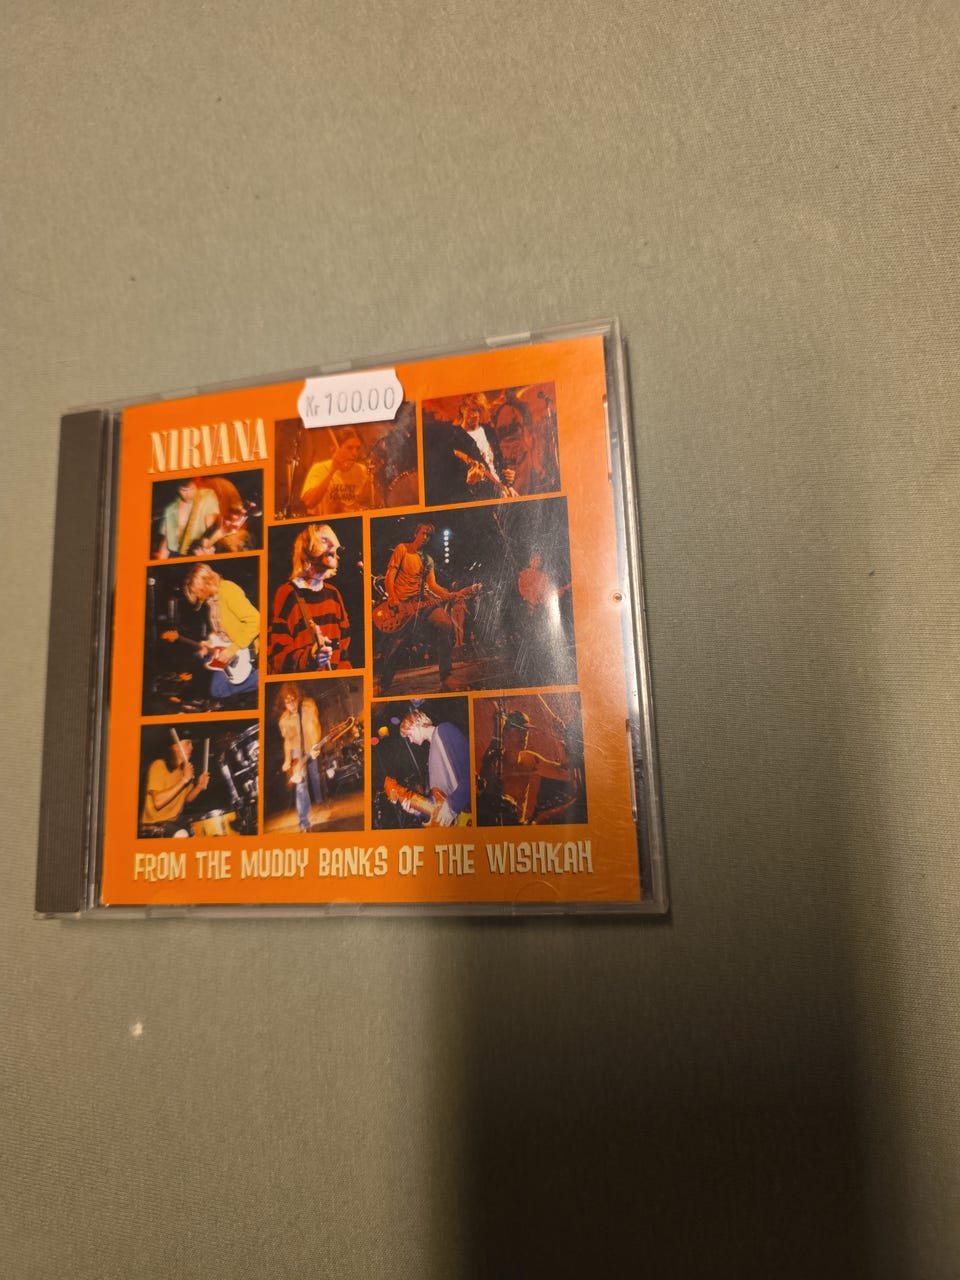 Kr 100.00
NIRVANA
FROM THE MUDDY BANKS OF THE WISHKAH